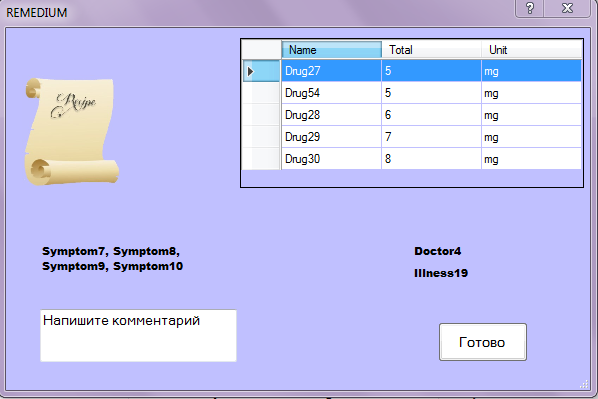 REMEDIUM
Recipe
Name Total Unit
Drug27 5 mg
Drug54 5 mg
Drug28 6 mg
Drug29 7 mg
Drug30 8 mg
Symptom7, Symptom8,
Symptom9, Symptom10
Doctor4
Illness19
Напишите комментарий
Готово